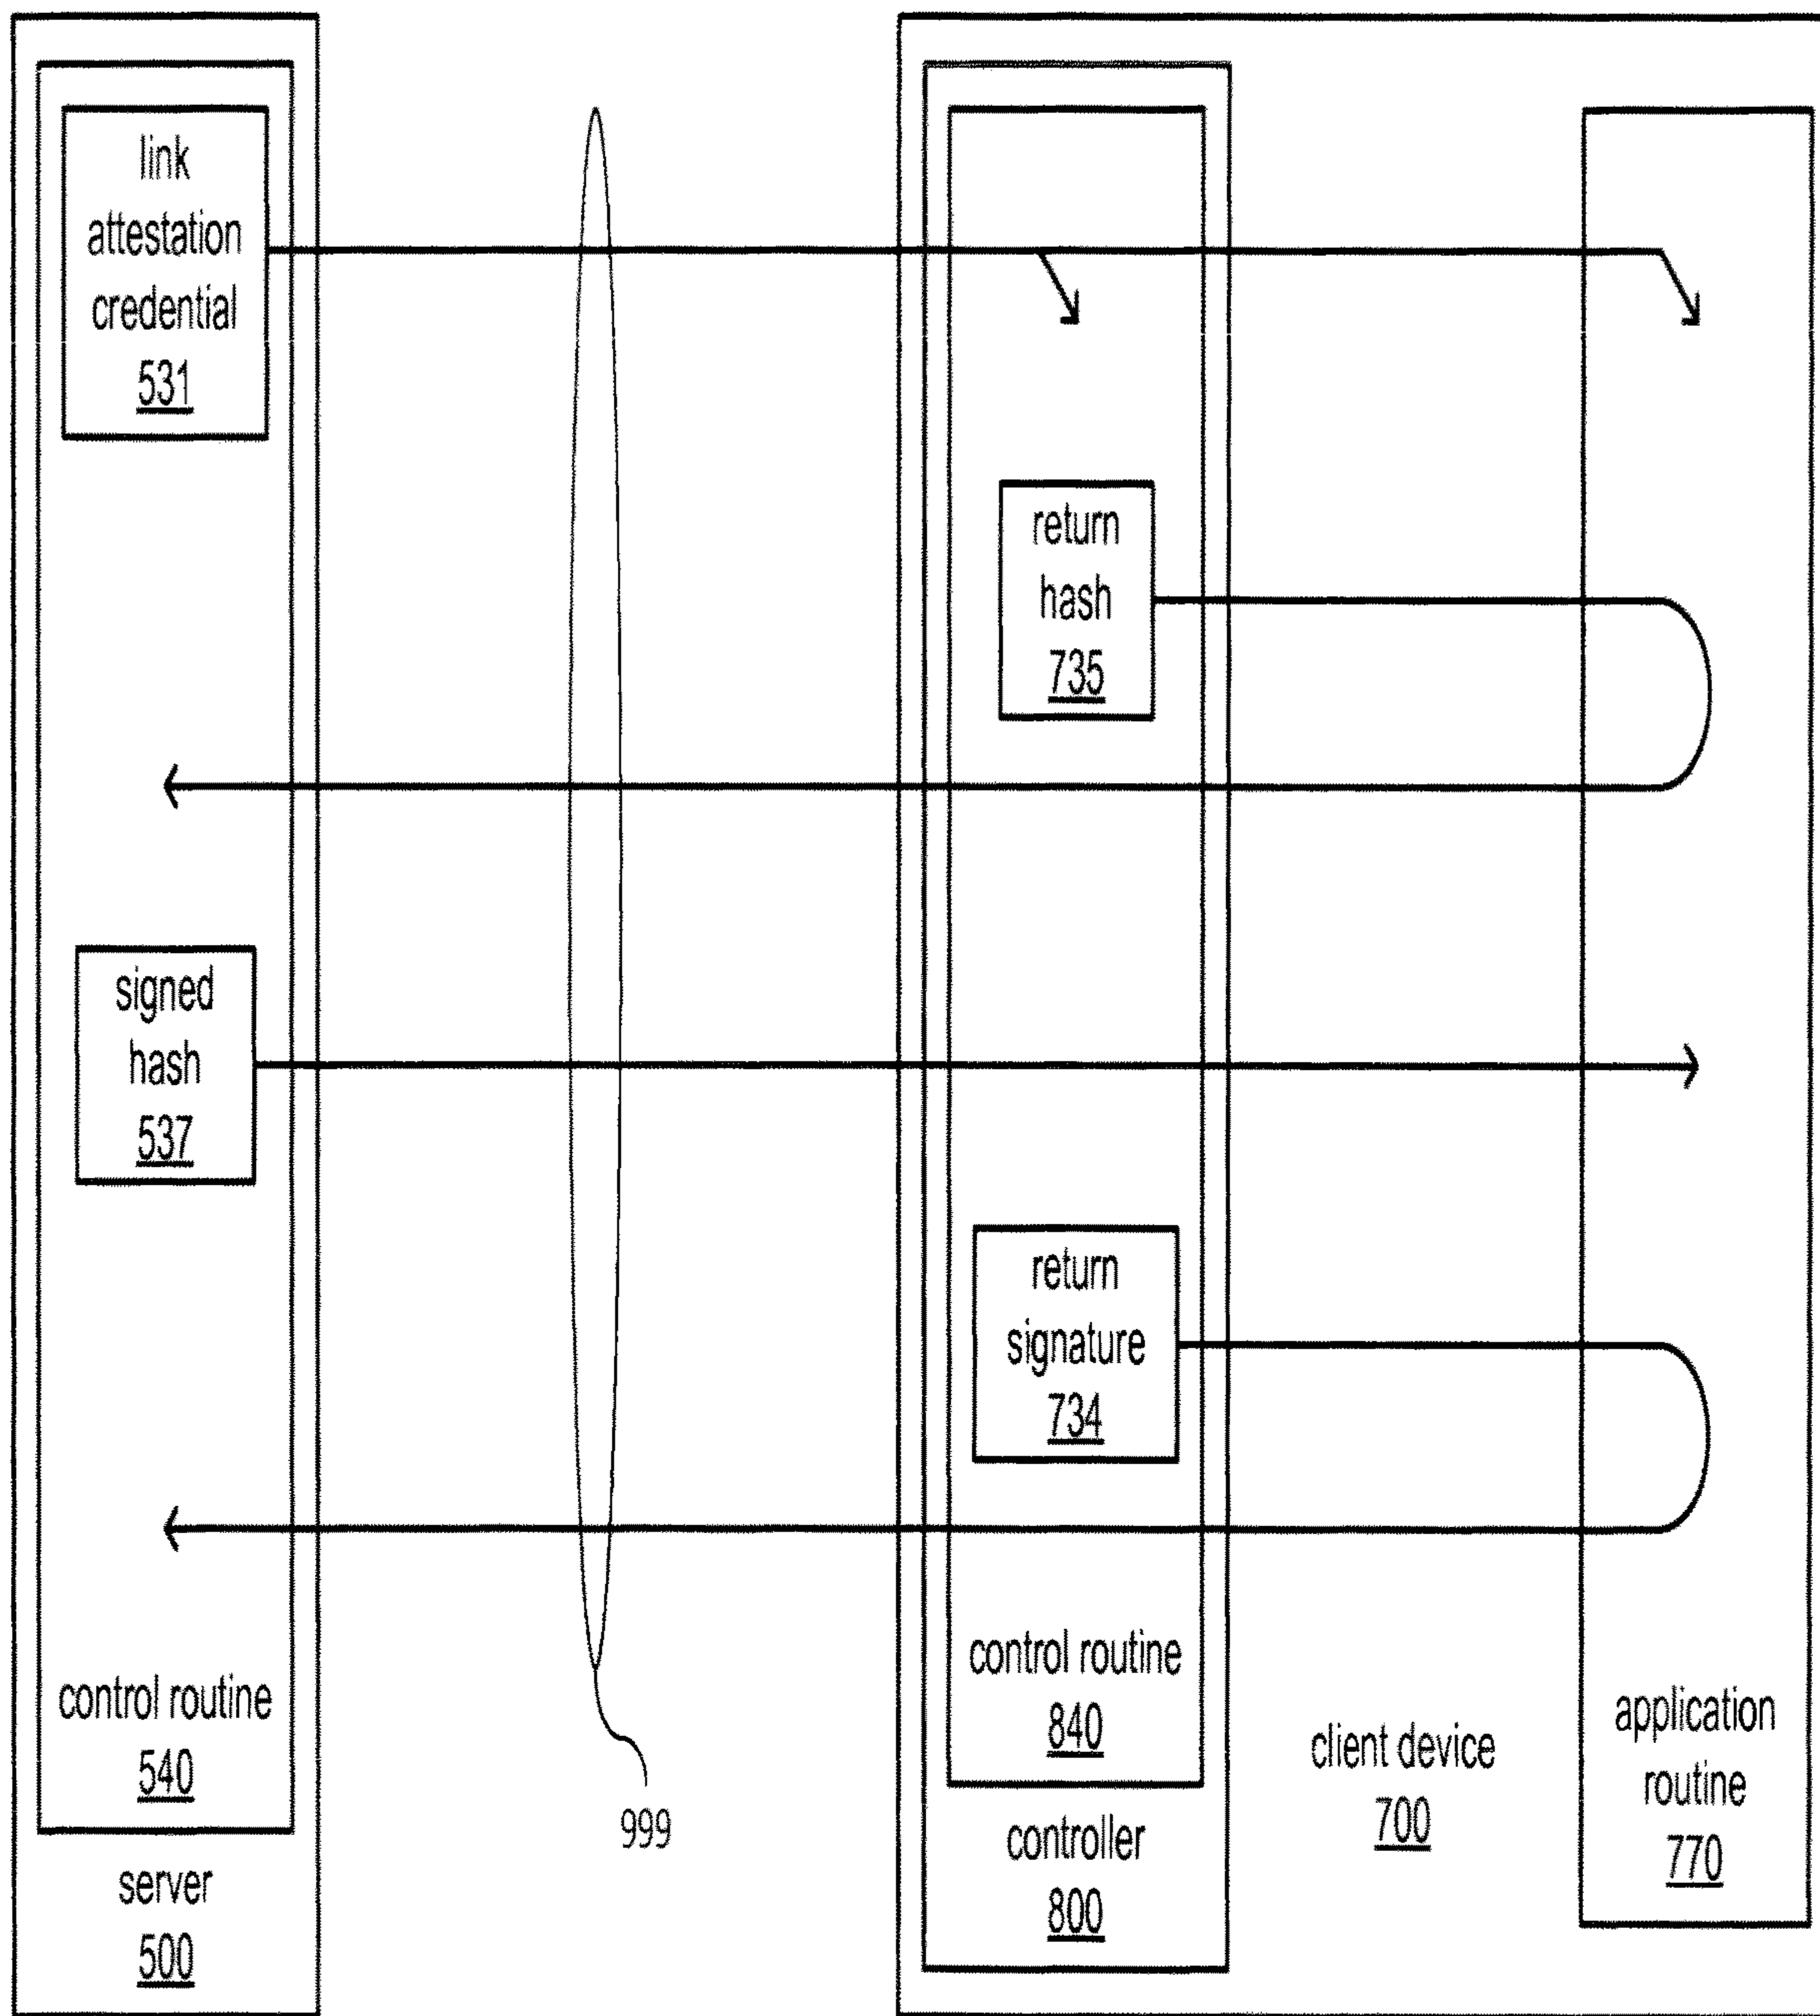 link
attestation
credential
531
return
hash
735
signed
hash
537
return
signature
734
control routine
540
server
500
999
control routine
840
controller
800
client device
700
application
routine
770